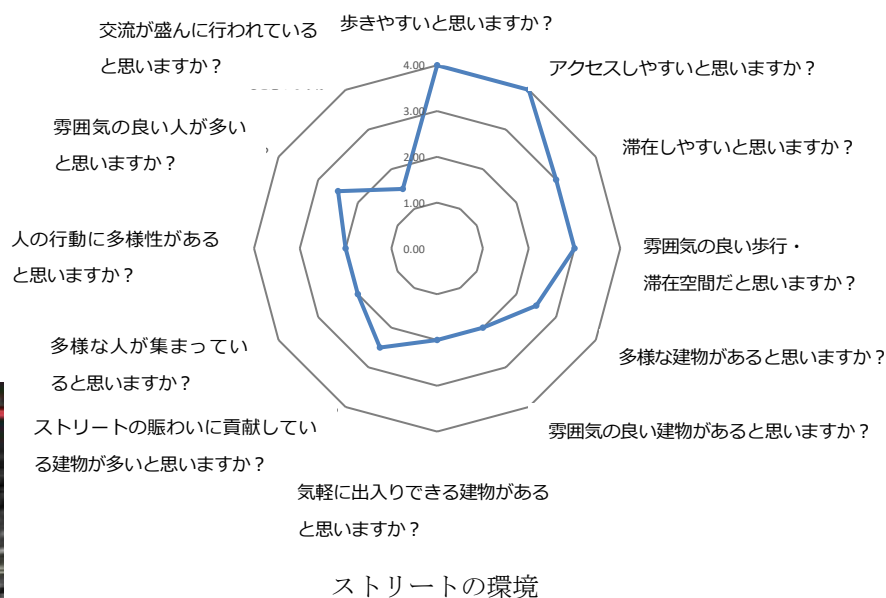 歩きやすいと思いますか?
アクセスしやすいと思いますか?
滞在しやすいと思いますか?
雰囲気の良い歩行・
滞在空間だと思いますか?
多様な建物があると思いますか?
雰囲気の良い建物があると思いますか?
気軽に出入りできる建物がある
と思いますか?
ストリートの賑わいに貢献してい
る建物が多いと思いますか?
多様な人が集まってい
ると思いますか?
人の行動に多様性がある
と思いますか?
雰囲気の良い人が多い
と思いますか?
交流が盛んに行われている
と思いますか?
4.00
3.00
2.00
1.00
0.00
ストリートの環境